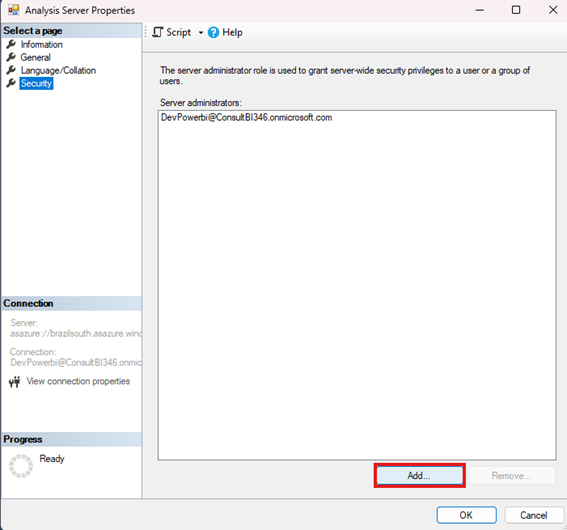 Analysis Server Properties
Select a page
Information
General
Language/Collation
Security
Script
Help
The server administrator role is used to grant server-wide security privileges to a user or a group of
users.
Server administrators:
DevPowerbi@ConsultBI346.onmicrosoft.com
Connection
Server:
asazure://brazilsouth.asazure.winc
Connection:
DevPowerbi@ConsultBI346.onmic
View connection properties
Progress
Ready
Add...
Remove...
OK
Cancel